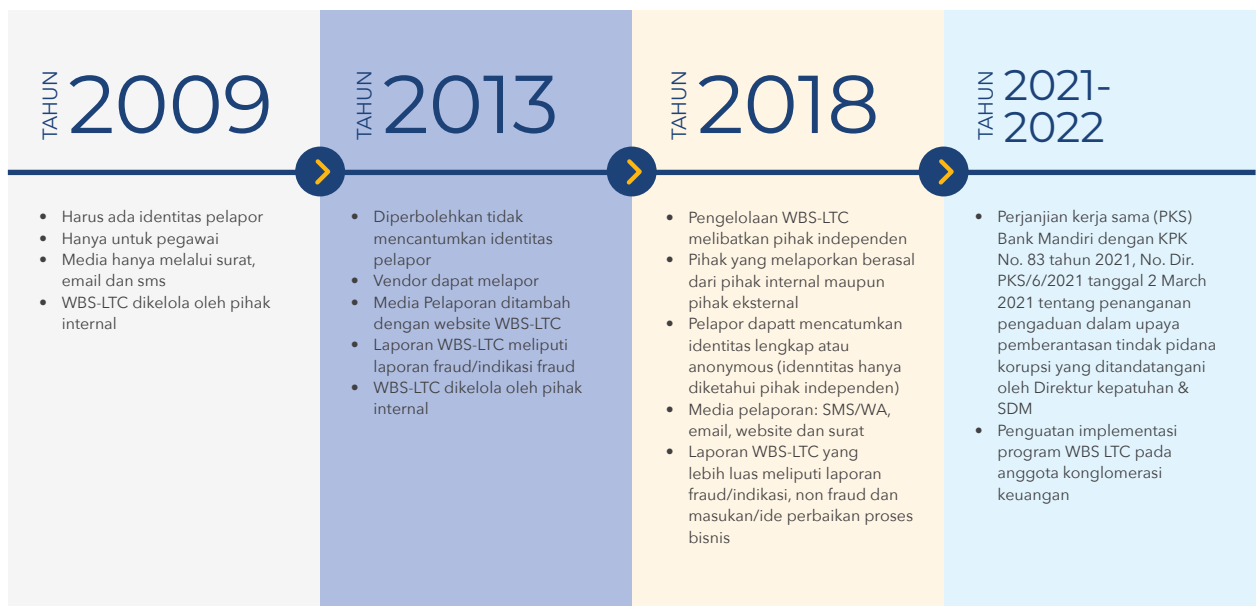 TAHUN 2009
• Harus ada identitas pelapor
• Hanya untuk pegawai
• Media hanya melalui surat,
email dan sms
• WBS-LTC dikelola oleh pihak
internal
TAHUN 2013
• Diperbolehkan tidak
mencantumkan identitas
pelapor
• Vendor dapat melapor
• Media Pelaporan ditambah
dengan website WBS-LTC
• Laporan WBS-LTC meliputi
laporan fraud/indikasi fraud
• WBS-LTC dikelola oleh pihak
internal
TAHUN 2018
• Pengelolaan WBS-LTC
melibatkan pihak independen
• Pihak yang melaporkan berasal
dari pihak internal maupun
pihak eksternal
• Pelapor dapatt mencatumkan
identitas lengkap atau
anonymous (idenntitas hanya
diketahui pihak independen)
• Media pelaporan: SMS/WA,
email, website dan surat
• Laporan WBS-LTC yang
lebih luas meliputi laporan
fraud/indikasi, non fraud dan
masukan/ide perbaikan proses
bisnis
TAHUN 2021-
2022
• Perjanjian kerja sama (PKS)
Bank Mandiri dengan KPK
No. 83 tahun 2021, No. Dir.
PKS/6/2021 tanggal 2 March
2021 tentang penanganan
pengaduan dalam upaya
pemberantasan tindak pidana
korupsi yang ditandatangani
oleh Direktur kepatuhan &
SDM
• Penguatan implementasi
program WBS LTC pada
anggota konglomerasi
keuangan